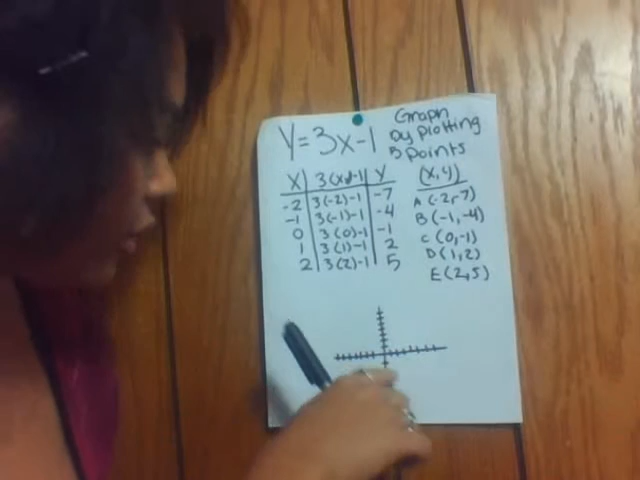 Y=3x-1
Graph
by plotting
5 points
X 3(x)-1 Y (X,Y)
-2 3(-2)-1 -7 A(-2,-7)
-1 3(-1)-1 -4 B(-1,-4)
0 3(0)-1 -1 C(0,-1)
1 3(1)-1 2 D(1,2)
2 3(2)-1 5 E(2,5)